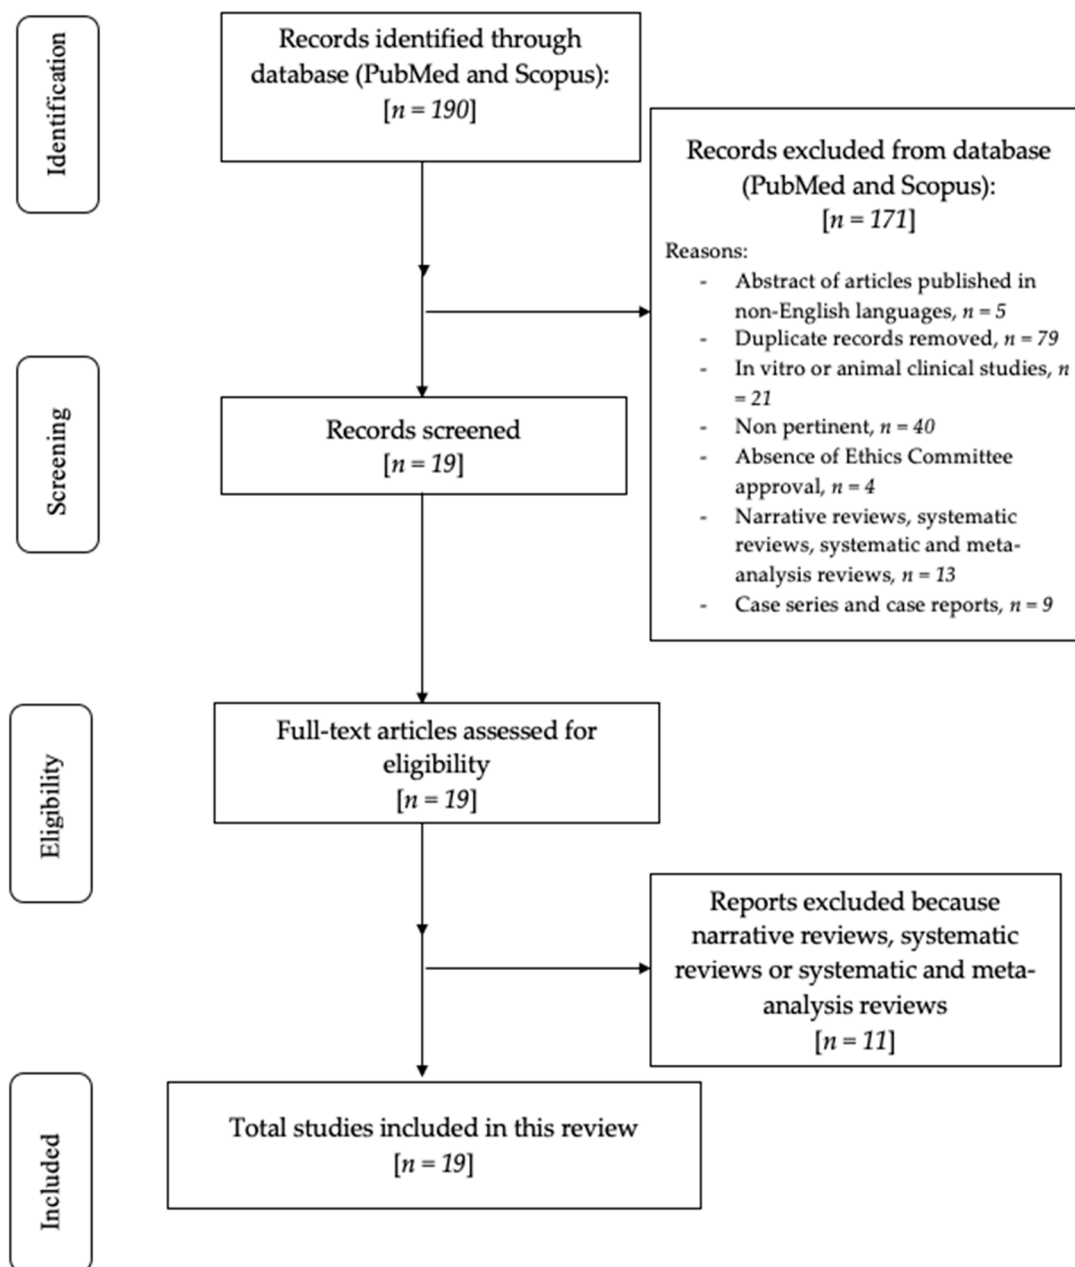 Identification
Records identified through
database (PubMed and Scopus):
[n = 190]
Records excluded from database
(PubMed and Scopus):
[n = 171]
Reasons:
- Abstract of articles published in
non-English languages, n = 5
- Duplicate records removed, n = 79
- In vitro or animal clinical studies, n
= 21
- Non pertinent, n = 40
- Absence of Ethics Committee
approval, n = 4
- Narrative reviews, systematic
reviews, systematic and meta-
analysis reviews, n = 13
- Case series and case reports, n = 9
Screening
Records screened
[n = 19]
Eligibility
Full-text articles assessed for
eligibility
[n = 19]
Reports excluded because
narrative reviews, systematic
reviews or systematic and meta-
analysis reviews
[n = 11]
Included
Total studies included in this review
[n = 19]